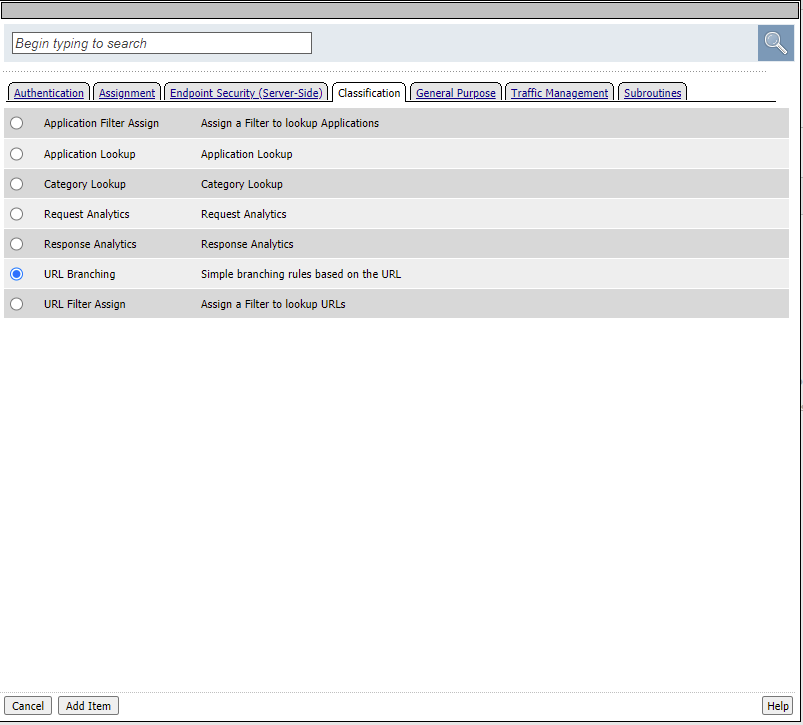 Begin typing to search
Authentication Assignment Endpoint Security (Server-Side) Classification General Purpose Traffic Management Subroutines
Application Filter Assign Assign a Filter to lookup Applications
Application Lookup Application Lookup
Category Lookup Category Lookup
Request Analytics Request Analytics
Response Analytics Response Analytics
URL Branching Simple branching rules based on the URL
URL Filter Assign Assign a Filter to lookup URLs
Cancel Add Item Help